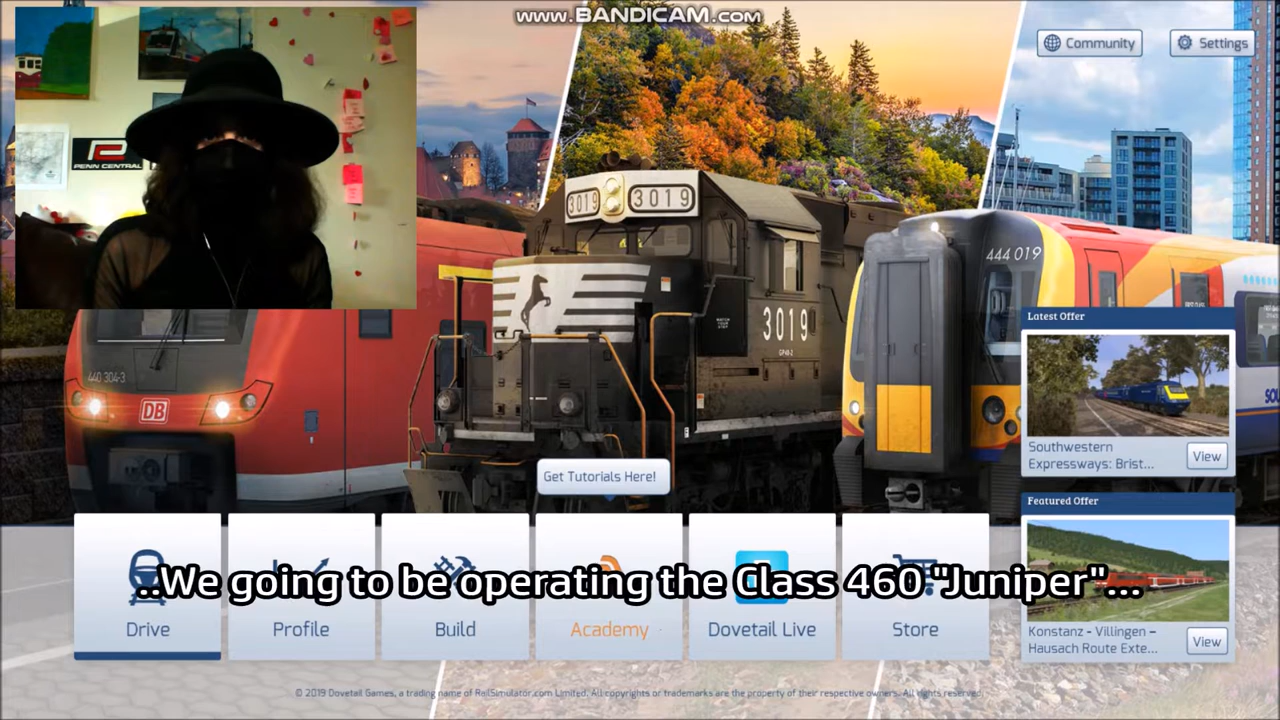 www.BANDICAM.com
Community
Settings
PENN CENTRAL
3019
3019
444 019
3019
GP40-2
440 304-3
DB
Latest Offer
Southwestern
Expressways: Brist...
View
Get Tutorials Here!
Featured Offer
Konstanz - Villingen –
Hausach Route Exte...
View
..We going to be operating the Class 460 "Juniper"...
Drive
Profile
Build
Academy
Dovetail Live
Store
© 2019 Dovetail Games, a trading name of RailSimulator.com Limited. All copyrights or trademarks are the property of their respective owners. All rights reserved.